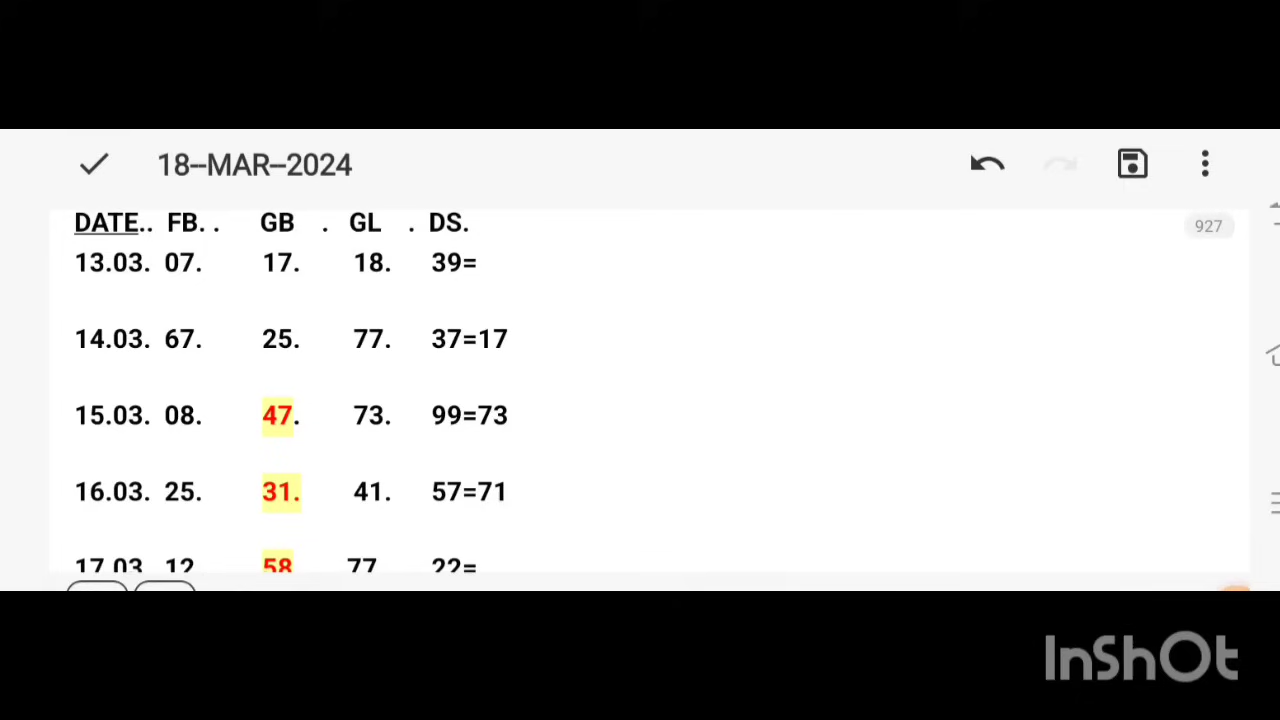 18--MAR--2024
DATE.. FB. . GB . GL . DS.
927
13.03. 07. 17. 18. 39=
14.03. 67. 25. 77. 37=17
15.03. 08. 47. 73. 99=73
16.03. 25. 31. 41. 57=71
17.03 12 58 77 22=
InShOt